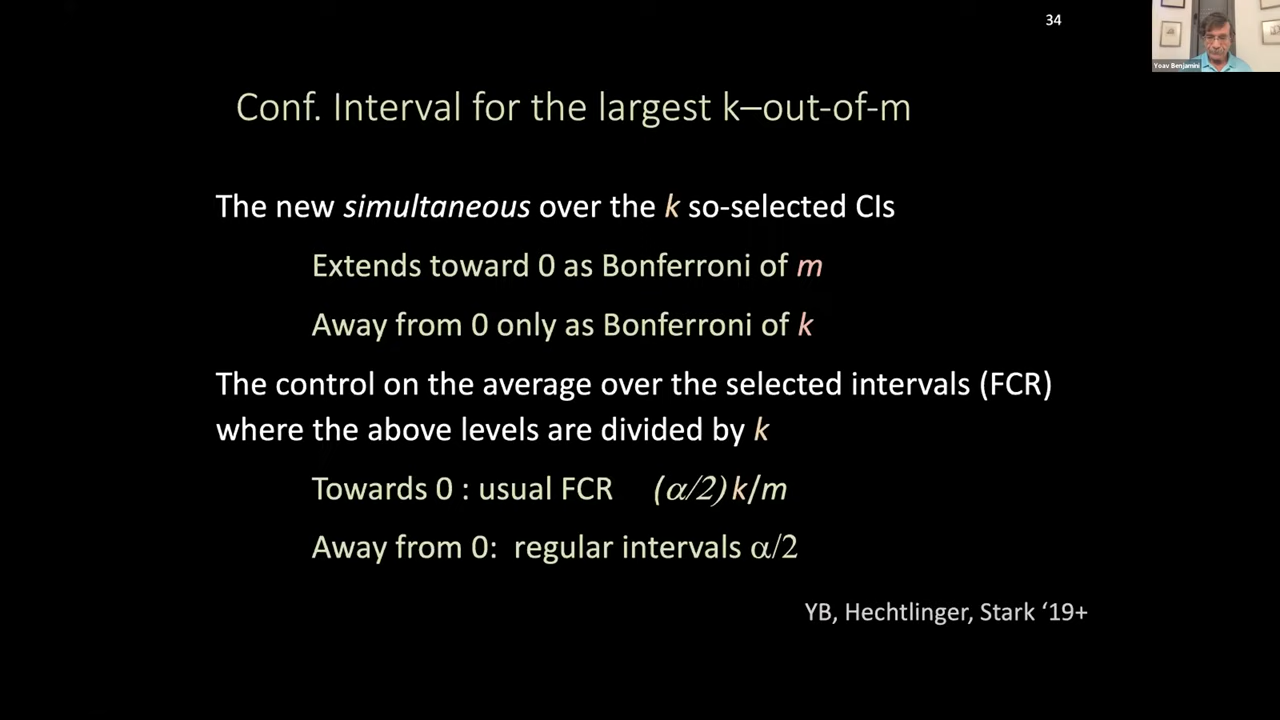 34
Yoav Benjamini
Conf. Interval for the largest k–out-of-m
The new simultaneous over the k so-selected CIs
Extends toward 0 as Bonferroni of m
Away from 0 only as Bonferroni of k
The control on the average over the selected intervals (FCR)
where the above levels are divided by k
Towards 0 : usual FCR (α/2)k/m
Away from 0: regular intervals α/2
YB, Hechtlinger, Stark ‘19+